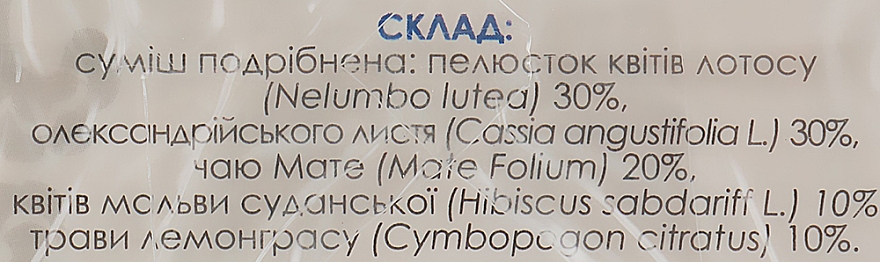 СКЛАД:
суміш подрібнена: пелюсток квітів лотосу
(Nelumbo lutea) 30%,
олександрійського листя (Cassia angustifolia L.) 30%,
чаю Мате (Mate Folium) 20%,
квітів мальви суданської (Hibiscus sabdariff L.) 10%
трави лемонграсу (Cymbopogon citratus) 10%.